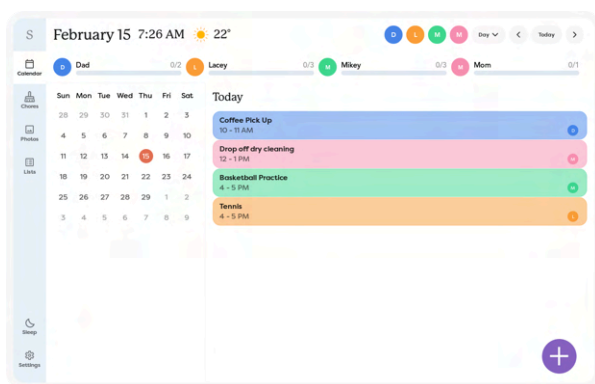 S
February 15 7:26 AM 22°
D L M M Day Today
Calendar
D Dad 0/2 L Lacey 0/3 M Mikey 0/3 M Mom 0/1
Chores
Photos
Lists
Sun Mon Tue Wed Thu Fri Sat
28 29 30 31 1 2 3
4 5 6 7 8 9 10
11 12 13 14 15 16 17
18 19 20 21 22 23 24
25 26 27 28 29 1 2
3 4 5 6 7 8 9
Today
Coffee Pick Up
10 - 11 AM D
Drop off dry cleaning
12 - 1 PM M
Basketball Practice
4 - 5 PM M
Tennis
4 - 5 PM L
Sleep
Settings